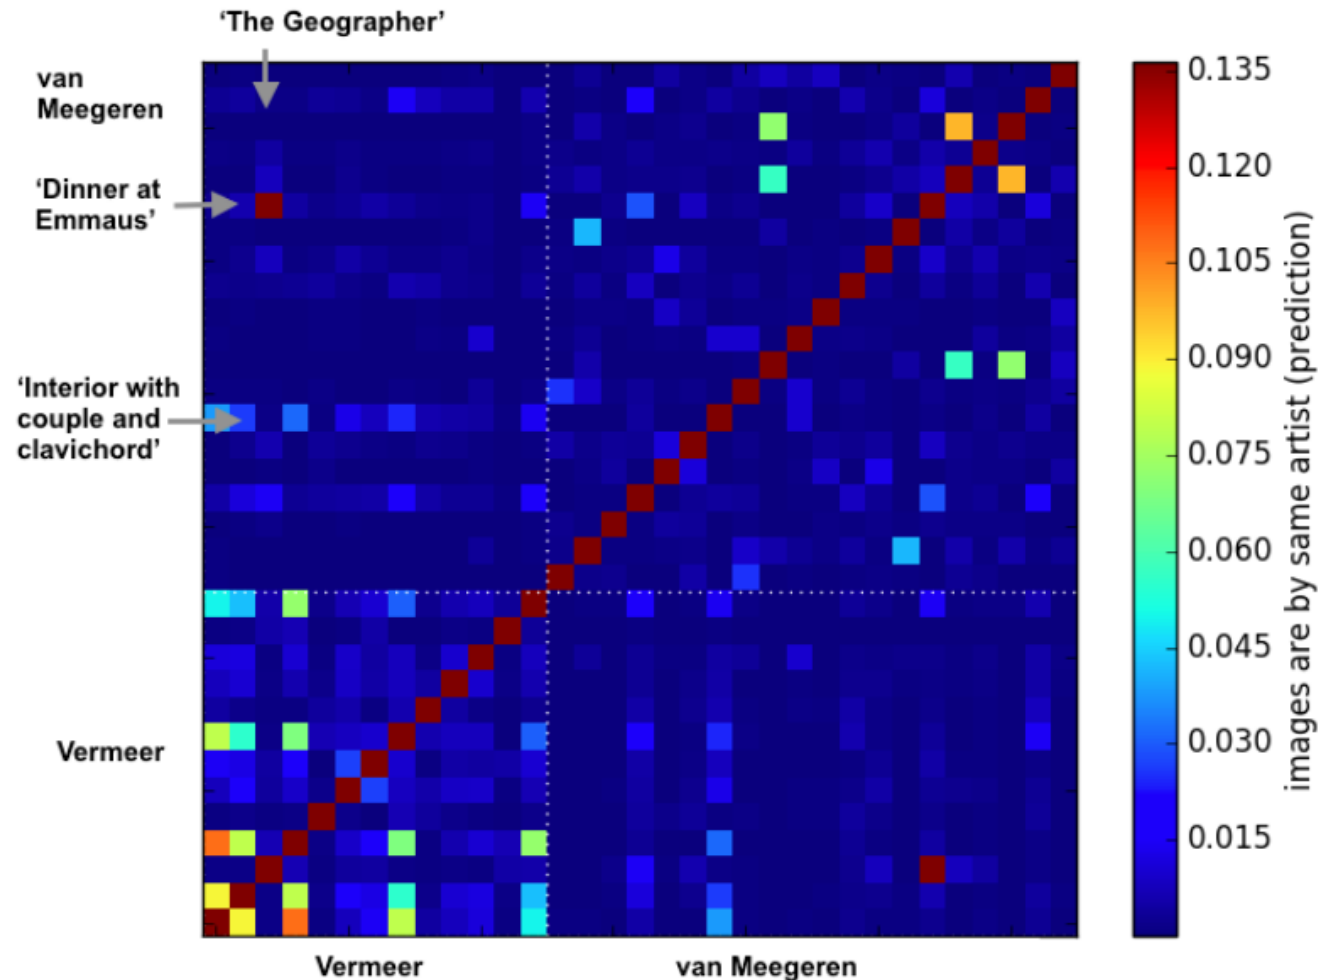 ‘The Geographer’
van
Meegeren
‘Dinner at
Emmaus’
‘Interior with
couple and
clavichord’
Vermeer
Vermeer
van Meegeren
0.135
0.120
0.105
0.090
0.075
0.060
0.045
0.030
0.015
images are by same artist (prediction)